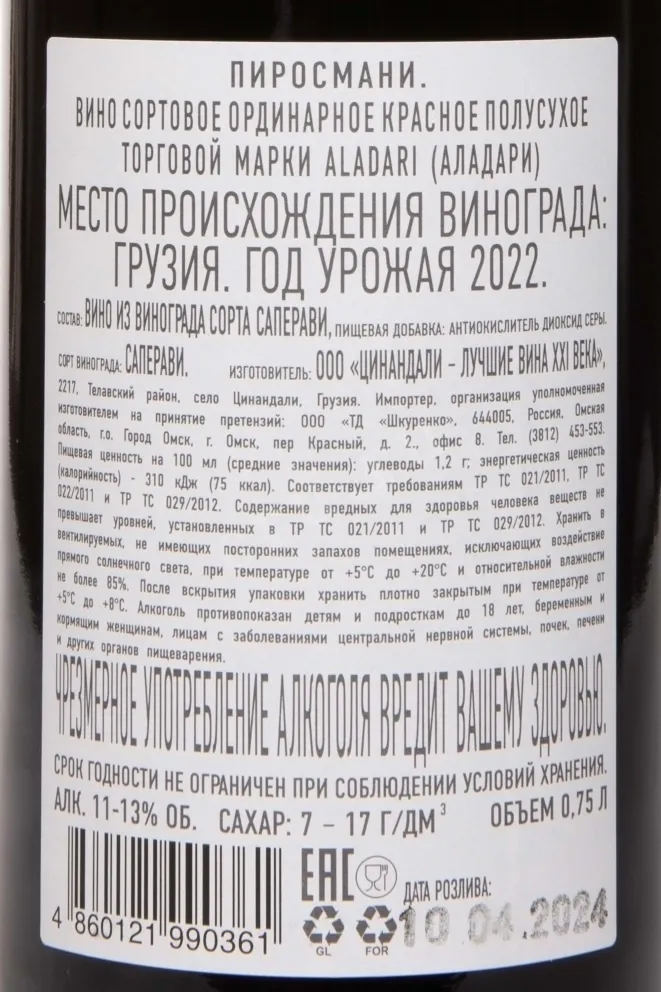 ПИРОСМАНИ.
ВИНО СОРТОВОЕ ОРДИНАРНОЕ КРАСНОЕ ПОЛУСУХОЕ
ТОРГОВОЙ МАРКИ ALADARI (АЛАДАРИ)
МЕСТО ПРОИСХОЖДЕНИЯ ВИНОГРАДА:
ГРУЗИЯ. ГОД УРОЖАЯ 2022.
СОСТАВ: ВИНО ИЗ ВИНОГРАДА СОРТА САПЕРАВИ, ПИЩЕВАЯ ДОБАВКА: АНТИОКИСЛИТЕЛЬ ДИОКСИД СЕРЫ.
СОРТ ВИНОГРАДА: САПЕРАВИ. ИЗГОТОВИТЕЛЬ: ООО «ЦИНАНДАЛИ – ЛУЧШИЕ ВИНА XXI ВЕКА»,
2217, Телавский район, село Цинандали, Грузия. Импортер, организация уполномоченная
изготовителем на принятие претензий: ООО «ТД «Шкуренко», 644005, Россия, Омская
область, г.о. Город Омск, г. Омск, пер Красный, д. 2., офис 8. Тел. (3812) 453-553.
Пищевая ценность на 100 мл (средние значения): углеводы 1,2 г; энергетическая ценность
(калорийность) - 310 кДж (75 ккал). Соответствует требованиям ТР ТС 021/2011, ТР ТС
022/2011 и ТР ТС 029/2012. Содержание вредных для здоровья человека веществ не
превышает уровней, установленных в ТР ТС 021/2011 и ТР ТС 029/2012. Хранить в
вентилируемых, не имеющих посторонних запахов помещениях, исключающих воздействие
прямого солнечного света, при температуре от +5°С до +20°С и относительной влажности
не более 85%. После вскрытия упаковки хранить плотно закрытым при температуре от
+5°С до +8°С. Алкоголь противопоказан детям и подросткам до 18 лет, беременным и
кормящим женщинам, лицам с заболеваниями центральной нервной системы, почек, печени
и других органов пищеварения.
ЧРЕЗМЕРНОЕ УПОТРЕБЛЕНИЕ АЛКОГОЛЯ ВРЕДИТ ВАШЕМУ ЗДОРОВЬЮ.
СРОК ГОДНОСТИ НЕ ОГРАНИЧЕН ПРИ СОБЛЮДЕНИИ УСЛОВИЙ ХРАНЕНИЯ.
АЛК. 11-13% ОБ. САХАР: 7 – 17 Г/ДМ³ ОБЪЕМ 0,75 Л
EAC
ДАТА РОЗЛИВА:
10.04.2024
GL FOR
4 860121 990361